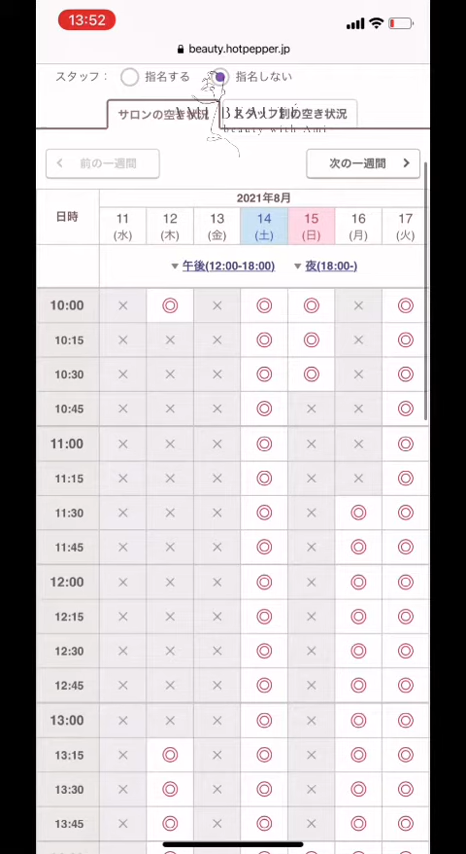 13:52
beauty.hotpepper.jp
スタッフ： 指名する 指名しない
サロンの空き状況 スタッフ別の空き状況
beauty with Ami
前の一週間 次の一週間
日時 2021年8月
11 12 13 14 15 16 17
(水) (木) (金) (土) (日) (月) (火)
▼午後(12:00-18:00) ▼夜(18:00-)
10:00 × ◎ × ◎ ◎ × ◎
10:15 × × × ◎ ◎ × ◎
10:30 × × × ◎ ◎ × ◎
10:45 × × × ◎ × × ◎
11:00 × × × ◎ × × ◎
11:15 × × × ◎ × × ◎
11:30 × × × ◎ × ◎ ◎
11:45 × × × ◎ × ◎ ◎
12:00 × × × ◎ × ◎ ◎
12:15 × × × ◎ × ◎ ◎
12:30 × × × ◎ × ◎ ◎
12:45 × × × ◎ × ◎ ◎
13:00 × × × ◎ × ◎ ◎
13:15 × ◎ × ◎ × ◎ ◎
13:30 × ◎ × ◎ × ◎ ◎
13:45 × ◎ × ◎ × ◎ ◎